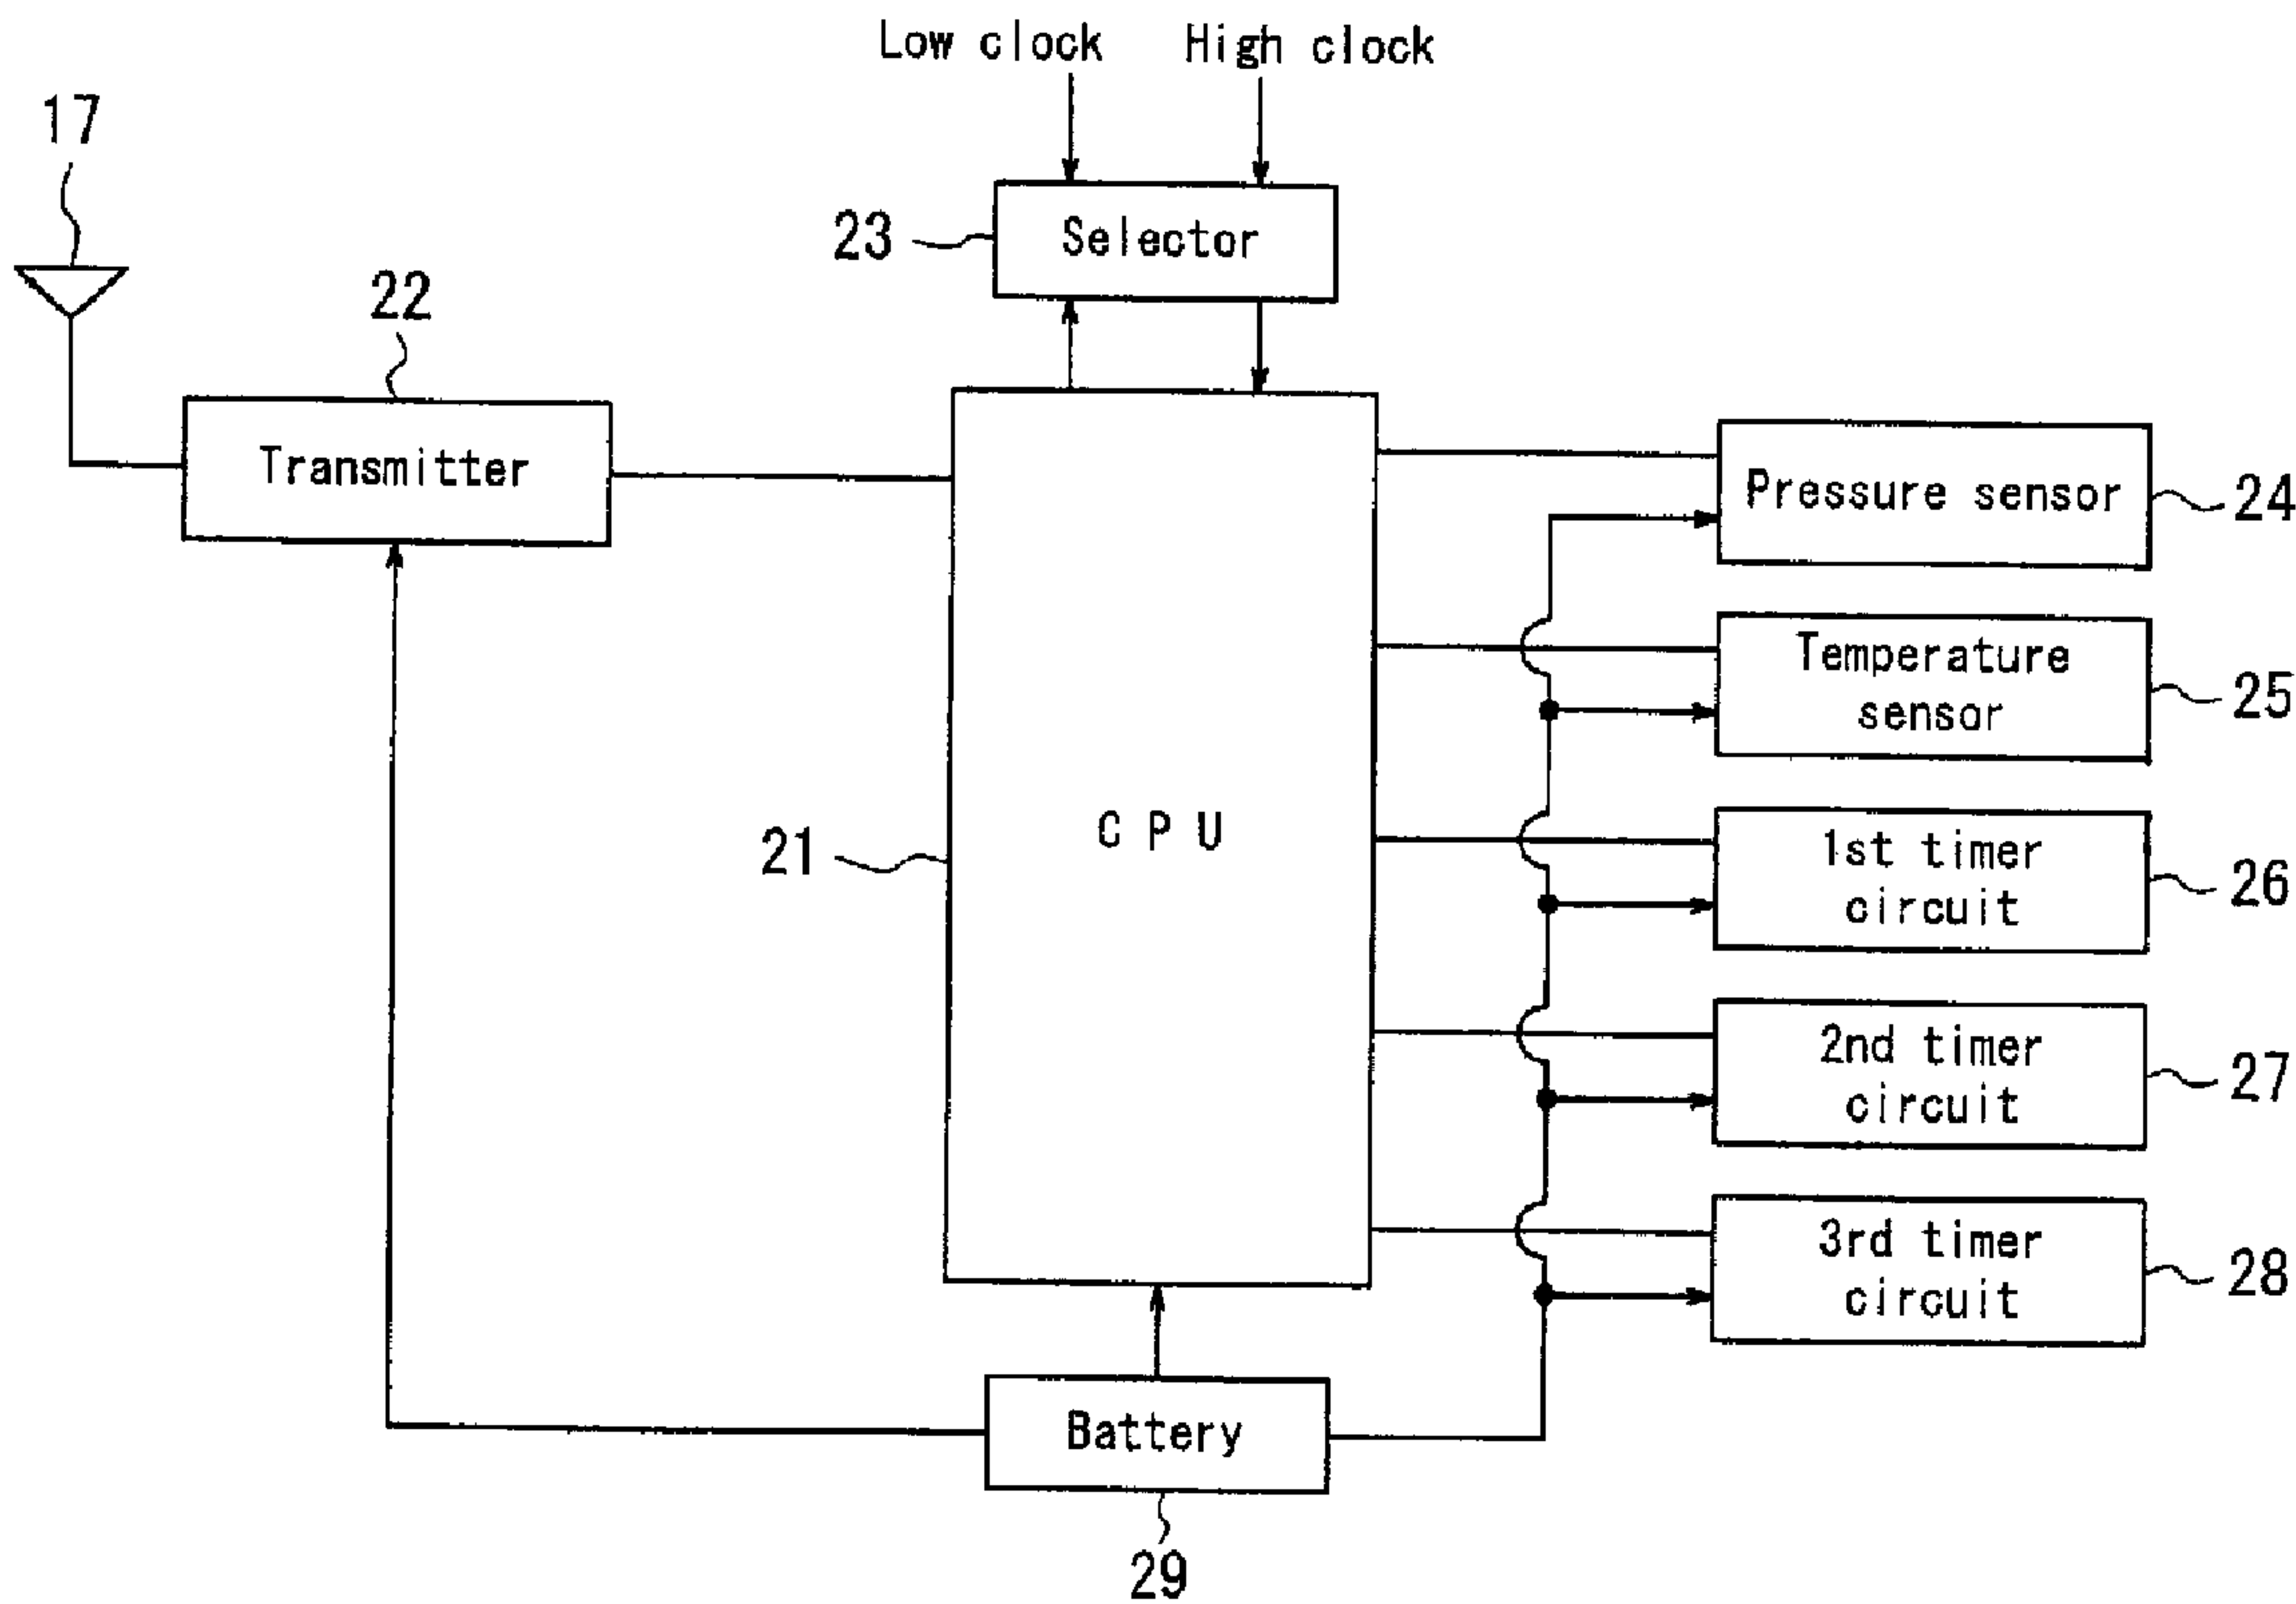 Low clock
High clock
17
23
Selector
22
Transmitter
Pressure sensor
24
Temperature
sensor
25
21
C P U
1st timer
circuit
26
2nd timer
circuit
27
3rd timer
circuit
28
Battery
29